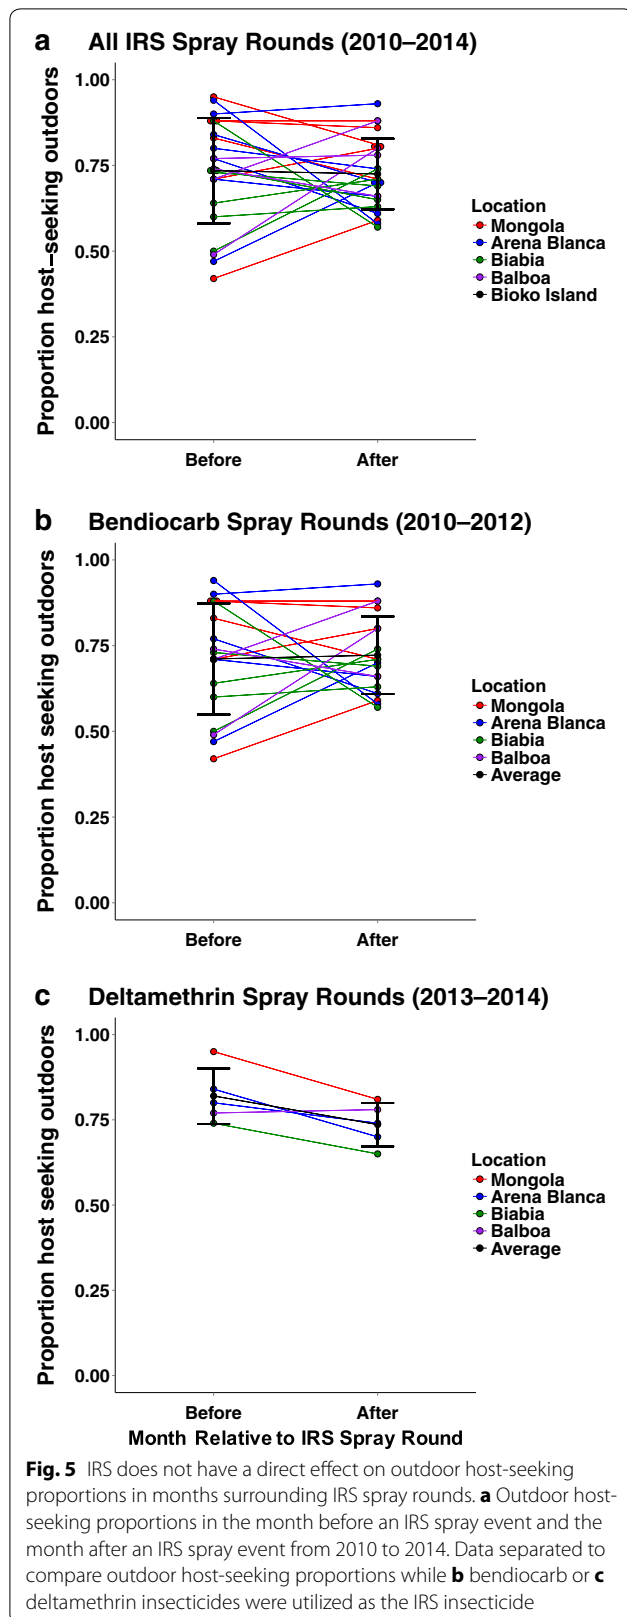 a All IRS Spray Rounds (2010–2014)
Proportion host–seeking outdoors
1.00
0.75
0.50
0.25
0.00
Before After
Location
Mongola
Arena Blanca
Biabia
Balboa
Bioko Island
b Bendiocarb Spray Rounds (2010–2012)
Proportion host seeking outdoors
1.00
0.75
0.50
0.25
0.00
Before After
Location
Mongola
Arena Blanca
Biabia
Balboa
Average
c Deltamethrin Spray Rounds (2013–2014)
Proportion host seeking outdoors
1.00
0.75
0.50
0.25
0.00
Before After
Location
Mongola
Arena Blanca
Biabia
Balboa
Average
Month Relative to IRS Spray Round
Fig. 5 IRS does not have a direct effect on outdoor host-seeking
proportions in months surrounding IRS spray rounds. a Outdoor host-
seeking proportions in the month before an IRS spray event and the
month after an IRS spray event from 2010 to 2014. Data separated to
compare outdoor host-seeking proportions while b bendiocarb or c
deltamethrin insecticides were utilized as the IRS insecticide